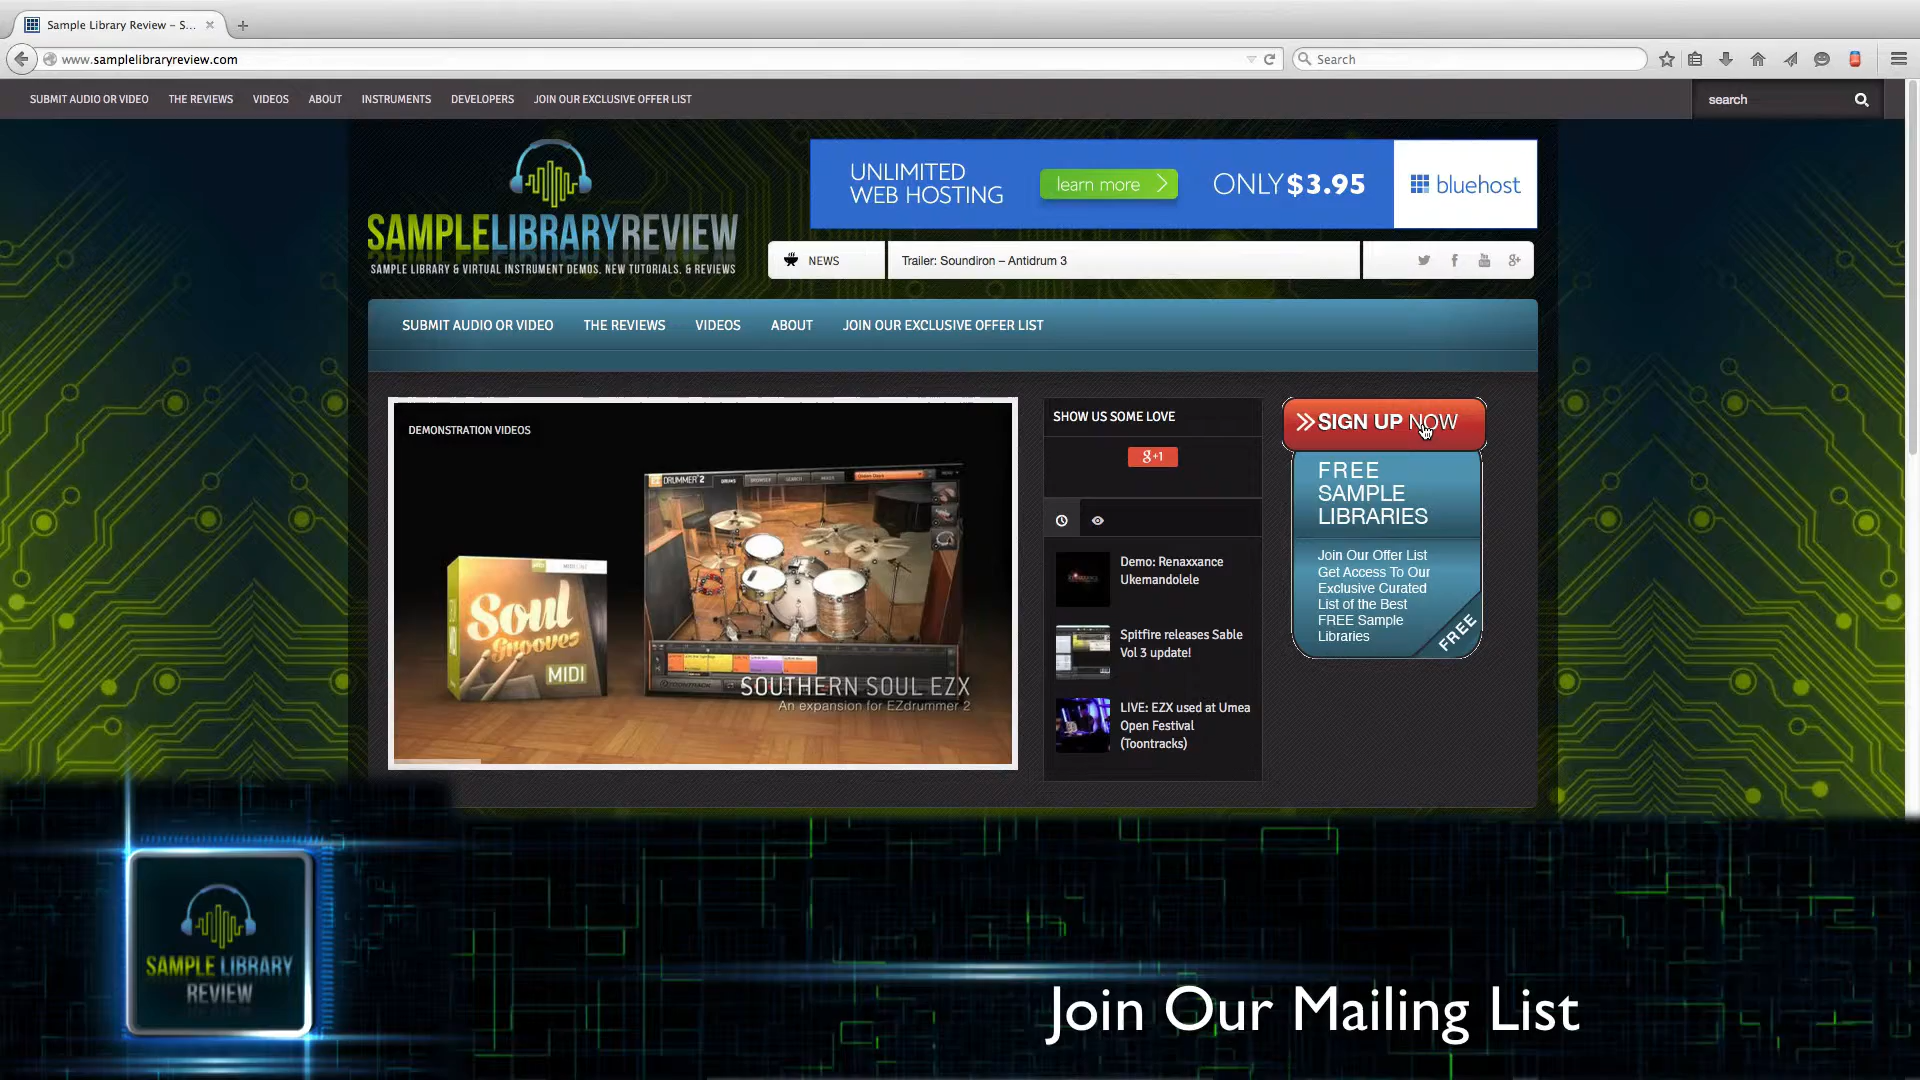 Sample Library Review – S...
www.samplelibraryreview.com
Search
SUBMIT AUDIO OR VIDEO THE REVIEWS VIDEOS ABOUT INSTRUMENTS DEVELOPERS JOIN OUR EXCLUSIVE OFFER LIST
search
SAMPLELIBRARYREVIEW
SAMPLE LIBRARY & VIRTUAL INSTRUMENT DEMOS, NEW TUTORIALS, & REVIEWS
UNLIMITED
WEB HOSTING
learn more
ONLY $3.95
bluehost
NEWS
Trailer: Soundiron – Antidrum 3
SUBMIT AUDIO OR VIDEO THE REVIEWS VIDEOS ABOUT JOIN OUR EXCLUSIVE OFFER LIST
DEMONSTRATION VIDEOS
DRUMMER 2
Soul
Grooves
MIDI
SOUTHERN SOUL EZX
An expansion for EZdrummer 2
SHOW US SOME LOVE
g+1
Demo: Renaxxance
Ukemandolele
Spitfire releases Sable
Vol 3 update!
LIVE: EZX used at Umea
Open Festival
(Toontracks)
SIGN UP NOW
FREE
SAMPLE
LIBRARIES
Join Our Offer List
Get Access To Our
Exclusive Curated
List of the Best
FREE Sample
Libraries
FREE
SAMPLE LIBRARY
REVIEW
Join Our Mailing List